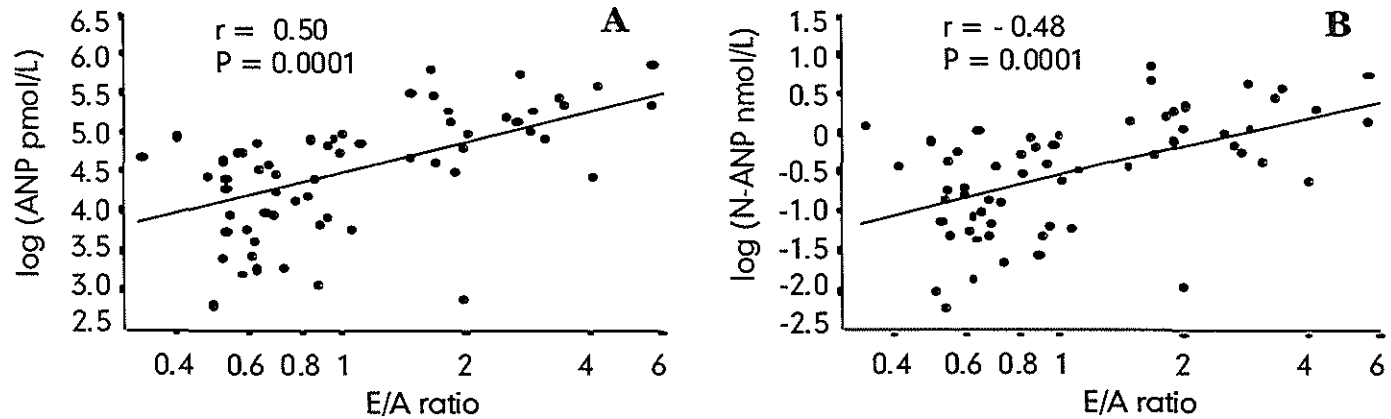 A
r = 0.50
P = 0.0001
log (ANP pmol/L)
6.5
6.0
5.5
5.0
4.5
4.0
3.5
3.0
2.5
0.4 0.6 0.8 1 2 4 6
E/A ratio
B
r = - 0.48
P = 0.0001
log (N-ANP nmol/L)
1.5
1.0
0.5
0
-0.5
-1.0
-1.5
-2.0
-2.5
0.4 0.6 0.8 1 2 4 6
E/A ratio